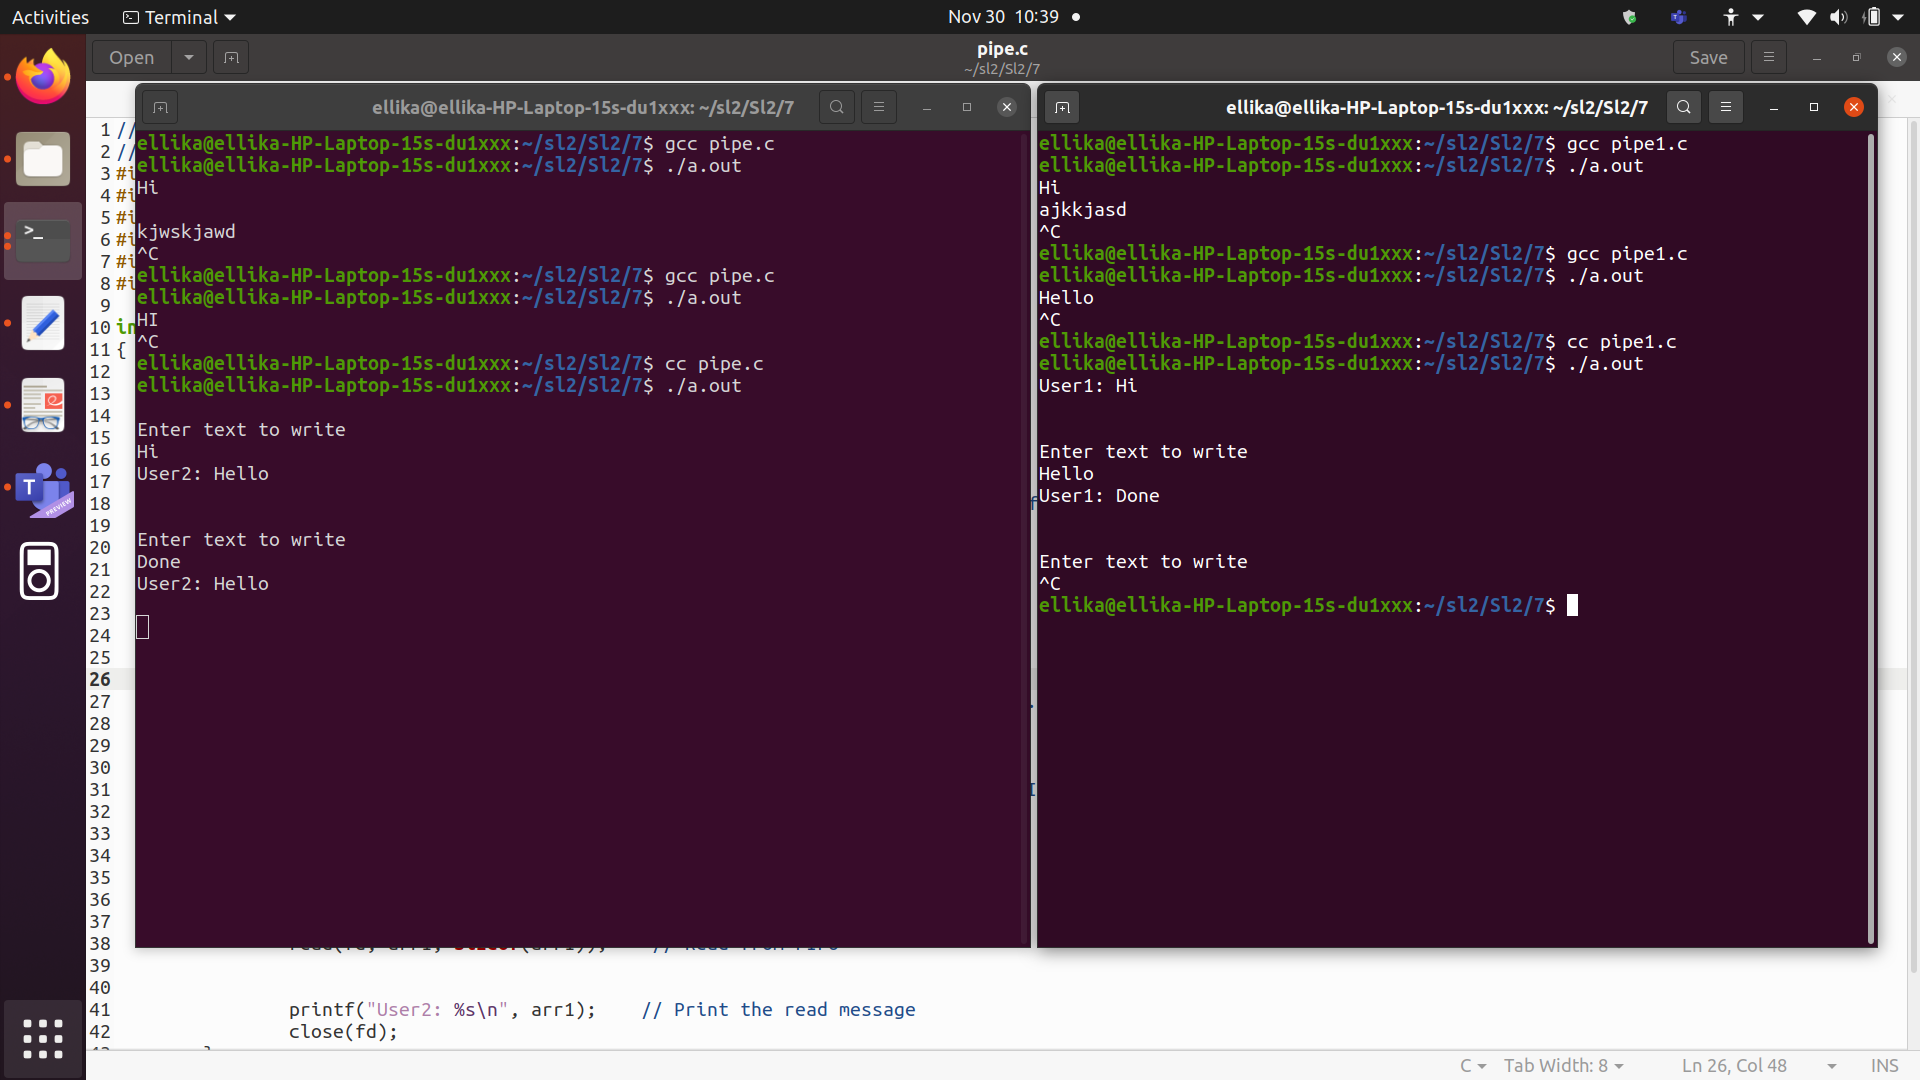 Activities
Terminal
Nov 30 10:39
Open
pipe.c
~/sl2/Sl2/7
Save
ellika@ellika-HP-Laptop-15s-du1xxx: ~/sl2/Sl2/7
ellika@ellika-HP-Laptop-15s-du1xxx:~/sl2/Sl2/7$ gcc pipe.c
ellika@ellika-HP-Laptop-15s-du1xxx:~/sl2/Sl2/7$ ./a.out
Hi
kjwskjawd
^C
ellika@ellika-HP-Laptop-15s-du1xxx:~/sl2/Sl2/7$ gcc pipe.c
ellika@ellika-HP-Laptop-15s-du1xxx:~/sl2/Sl2/7$ ./a.out
HI
^C
ellika@ellika-HP-Laptop-15s-du1xxx:~/sl2/Sl2/7$ cc pipe.c
ellika@ellika-HP-Laptop-15s-du1xxx:~/sl2/Sl2/7$ ./a.out
Enter text to write
Hi
User2: Hello
Enter text to write
Done
User2: Hello
ellika@ellika-HP-Laptop-15s-du1xxx: ~/sl2/Sl2/7
ellika@ellika-HP-Laptop-15s-du1xxx:~/sl2/Sl2/7$ gcc pipe1.c
ellika@ellika-HP-Laptop-15s-du1xxx:~/sl2/Sl2/7$ ./a.out
Hi
ajkkjasd
^C
ellika@ellika-HP-Laptop-15s-du1xxx:~/sl2/Sl2/7$ gcc pipe1.c
ellika@ellika-HP-Laptop-15s-du1xxx:~/sl2/Sl2/7$ ./a.out
Hello
^C
ellika@ellika-HP-Laptop-15s-du1xxx:~/sl2/Sl2/7$ cc pipe1.c
ellika@ellika-HP-Laptop-15s-du1xxx:~/sl2/Sl2/7$ ./a.out
User1: Hi
Enter text to write
Hello
User1: Done
Enter text to write
^C
ellika@ellika-HP-Laptop-15s-du1xxx:~/sl2/Sl2/7$
1 //
2 //
3 #i
4 #i
5 #i
6 #i
7 #i
8 #i
9
10 in
11 {
12
13
14
15
16
17
18
19
20
21
22
23
24
25
26
27
28
29
30
31
32
33
34
35
36
37
38
39
40
41 printf("User2: %s\n", arr1); // Print the read message
42 close(fd);
C
Tab Width: 8
Ln 26, Col 48
INS